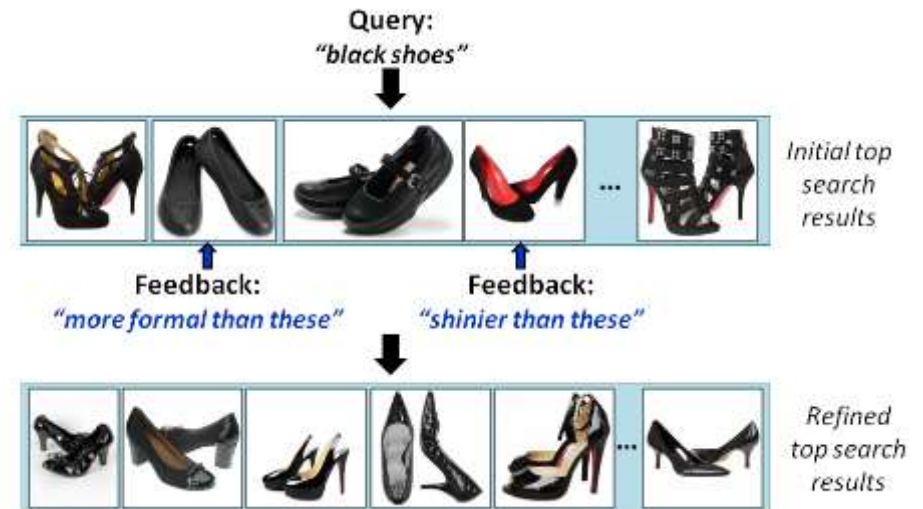 Query:
“black shoes”
...
Initial top
search
results
Feedback:
“more formal than these”
Feedback:
“shinier than these”
...
Refined
top search
results